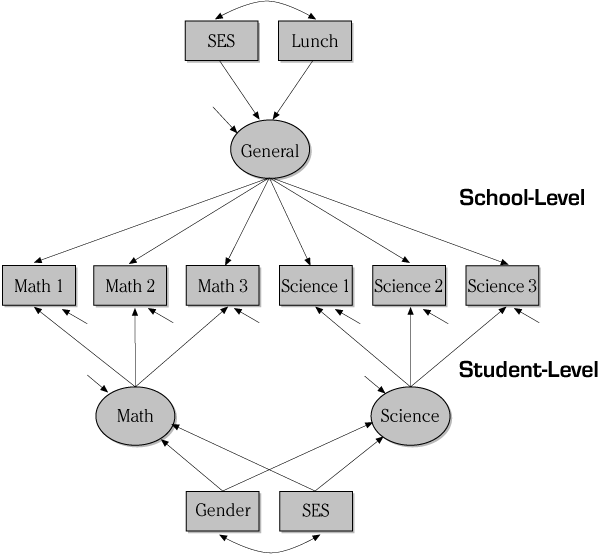 SES
Lunch
General
School-Level
Math 1
Math 2
Math 3
Science 1
Science 2
Science 3
Student-Level
Math
Science
Gender
SES